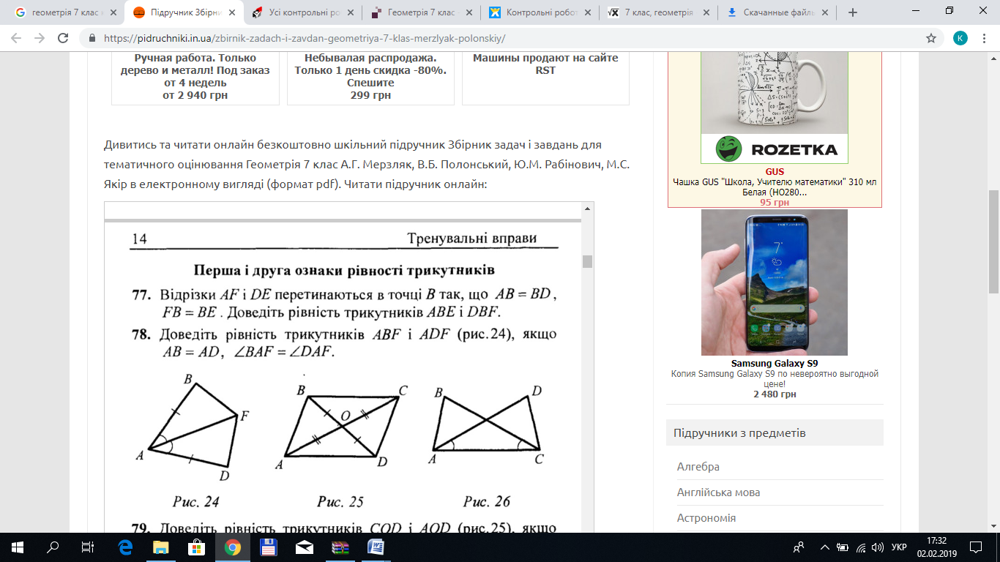 геометрія 7 клас
Підручник Збірн
Усі контрольні ро
Геометрія 7 клас
Контрольні робот
7 клас, геометрія
Скачанные файль
https://pidruchniki.in.ua/zbirnik-zadach-i-zavdan-geometriya-7-klas-merzlyak-polonskiy/
K
Ручная работа. Только
дерево и металл! Под заказ
от 4 недель
от 2 940 грн
Небывалая распродажа.
Только 1 день скидка -80%.
Спешите
299 грн
Машины продают на сайте
RST
Дивитись та читати онлайн безкоштовно шкільний підручник Збірник задач і завдань для
тематичного оцінювання Геометрія 7 клас А.Г. Мерзляк, В.Б. Полонський, Ю.М. Рабінович, М.С.
Якір в електронному вигляді (формат pdf). Читати підручник онлайн:
14 Тренувальні вправи
Перша і друга ознаки рівності трикутників
77. Відрізки AF і DE перетинаються в точці B так, що AB = BD,
FB = BE. Доведіть рівність трикутників ABE і DBF.
78. Доведіть рівність трикутників ABF і ADF (рис.24), якщо
AB = AD, ∠BAF = ∠DAF.
B
F
A
D
B
C
O
A
D
B
D
A
C
Рис. 24
Рис. 25
Рис. 26
79. Доведіть рівність трикутників COD і AOD (рис.25), якщо
ROZETKA
GUS
Чашка GUS "Школа, Учителю математики" 310 мл
Белая (HO280...
95 грн
Samsung Galaxy S9
Копия Samsung Galaxy S9 по невероятно выгодной
цене!
2 480 грн
Підручники з предметів
Алгебра
Англійська мова
Астрономія
УКР
17:32
02.02.2019